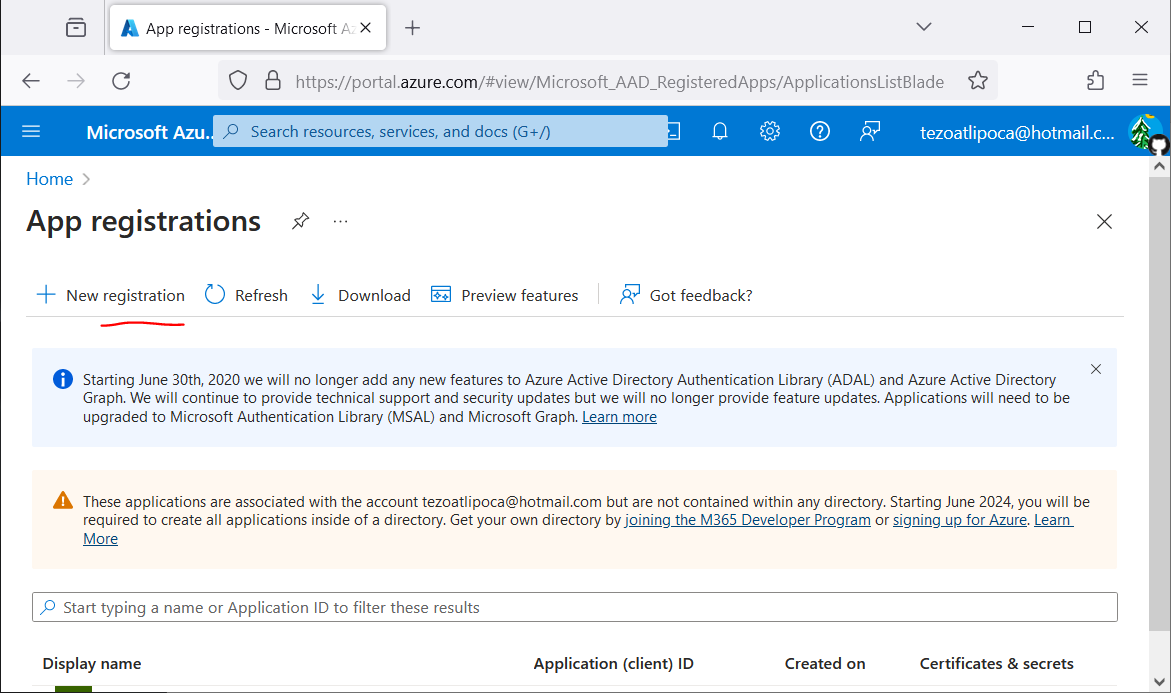 App registrations - Microsoft Az
https://portal.azure.com/#view/Microsoft_AAD_RegisteredApps/ApplicationsListBlade
Microsoft Azu...
Search resources, services, and docs (G+/)
tezoatlipoca@hotmail.c...
Home
App registrations
New registration
Refresh
Download
Preview features
Got feedback?
Starting June 30th, 2020 we will no longer add any new features to Azure Active Directory Authentication Library (ADAL) and Azure Active Directory
Graph. We will continue to provide technical support and security updates but we will no longer provide feature updates. Applications will need to be
upgraded to Microsoft Authentication Library (MSAL) and Microsoft Graph. Learn more
These applications are associated with the account tezoatlipoca@hotmail.com but are not contained within any directory. Starting June 2024, you will be
required to create all applications inside of a directory. Get your own directory by joining the M365 Developer Program or signing up for Azure. Learn
More
Start typing a name or Application ID to filter these results
Display name
Application (client) ID
Created on
Certificates & secrets